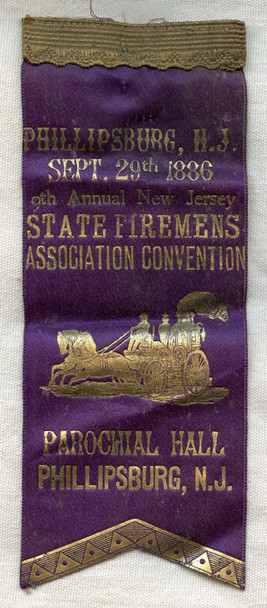 PHILLIPSBURG, N.J.
SEPT. 29th 1886
9th Annual New Jersey
STATE FIREMENS
ASSOCIATION CONVENTION
PAROCHIAL HALL
PHILLIPSBURG, N.J.